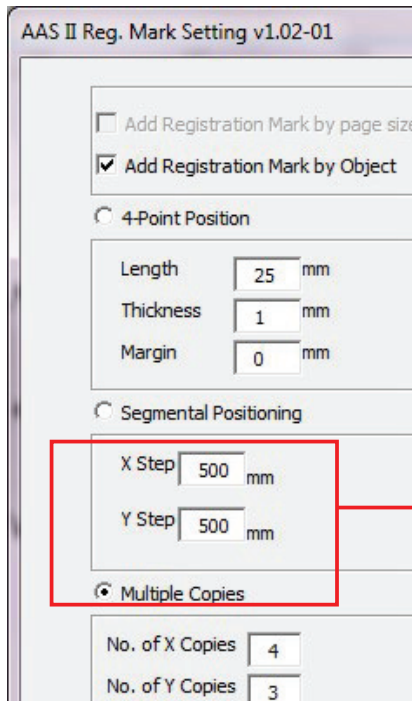 AAS II Reg. Mark Setting v1.02-01
Add Registration Mark by page size
Add Registration Mark by Object
4-Point Position
Length 25 mm
Thickness 1 mm
Margin 0 mm
Segmental Positioning
X Step 500 mm
Y Step 500 mm
Multiple Copies
No. of X Copies 4
No. of Y Copies 3